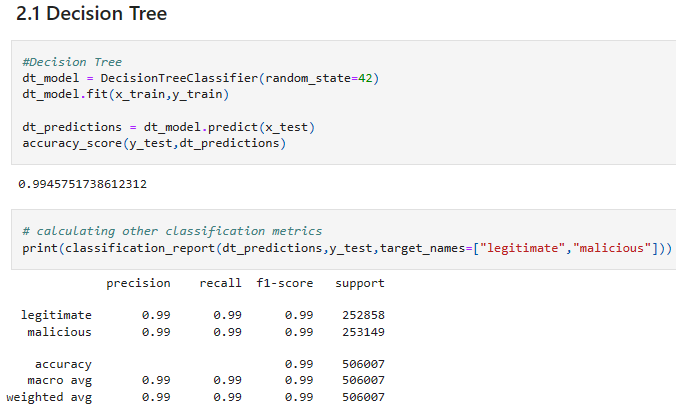 2.1 Decision Tree
#Decision Tree
dt_model = DecisionTreeClassifier(random_state=42)
dt_model.fit(x_train,y_train)
dt_predictions = dt_model.predict(x_test)
accuracy_score(y_test,dt_predictions)
0.9945751738612312
# calculating other classification metrics
print(classification_report(dt_predictions,y_test,target_names=["legitimate","malicious"]))
precision recall f1-score support
legitimate 0.99 0.99 0.99 252858
malicious 0.99 0.99 0.99 253149
accuracy 0.99 506007
macro avg 0.99 0.99 0.99 506007
weighted avg 0.99 0.99 0.99 506007